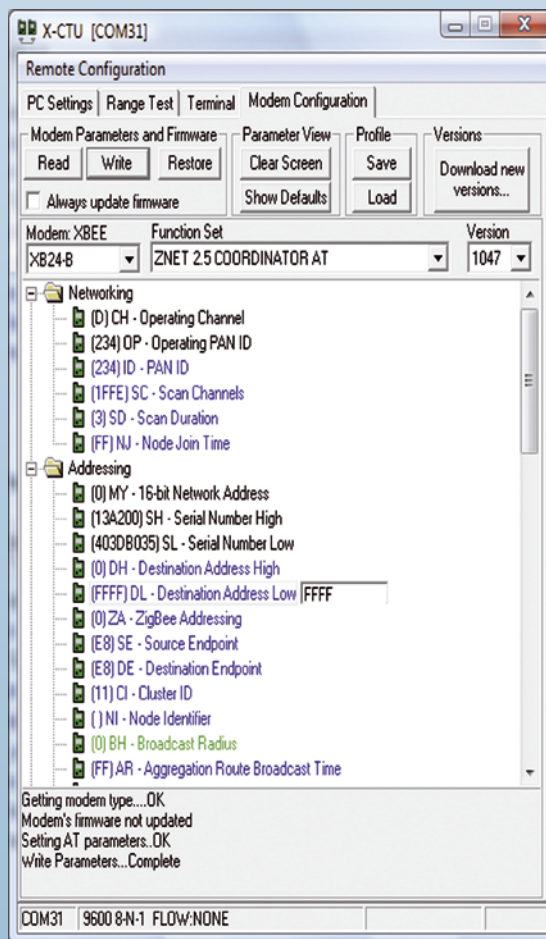 X-CTU [COM31]
Remote Configuration
PC Settings Range Test Terminal Modem Configuration
Modem Parameters and Firmware Parameter View Profile Versions
Read Write Restore Clear Screen Save Download new versions...
Always update firmware Show Defaults Load
Modem: XBEE Function Set Version
XB24-B ZNET 2.5 COORDINATOR AT 1047
Networking
(D) CH - Operating Channel
(234) OP - Operating PAN ID
(234) ID - PAN ID
(1FFE) SC - Scan Channels
(3) SD - Scan Duration
(FF) NJ - Node Join Time
Addressing
(0) MY - 16-bit Network Address
(13A200) SH - Serial Number High
(403DB035) SL - Serial Number Low
(0) DH - Destination Address High
(FFFF) DL - Destination Address Low FFFF
(0) ZA - ZigBee Addressing
(E8) SE - Source Endpoint
(E8) DE - Destination Endpoint
(11) CI - Cluster ID
( ) NI - Node Identifier
(0) BH - Broadcast Radius
(FF) AR - Aggregation Route Broadcast Time
Getting modem type....OK
Modem's firmware not updated
Setting AT parameters..OK
Write Parameters...Complete
COM31 9600 8-N-1 FLOW:NONE